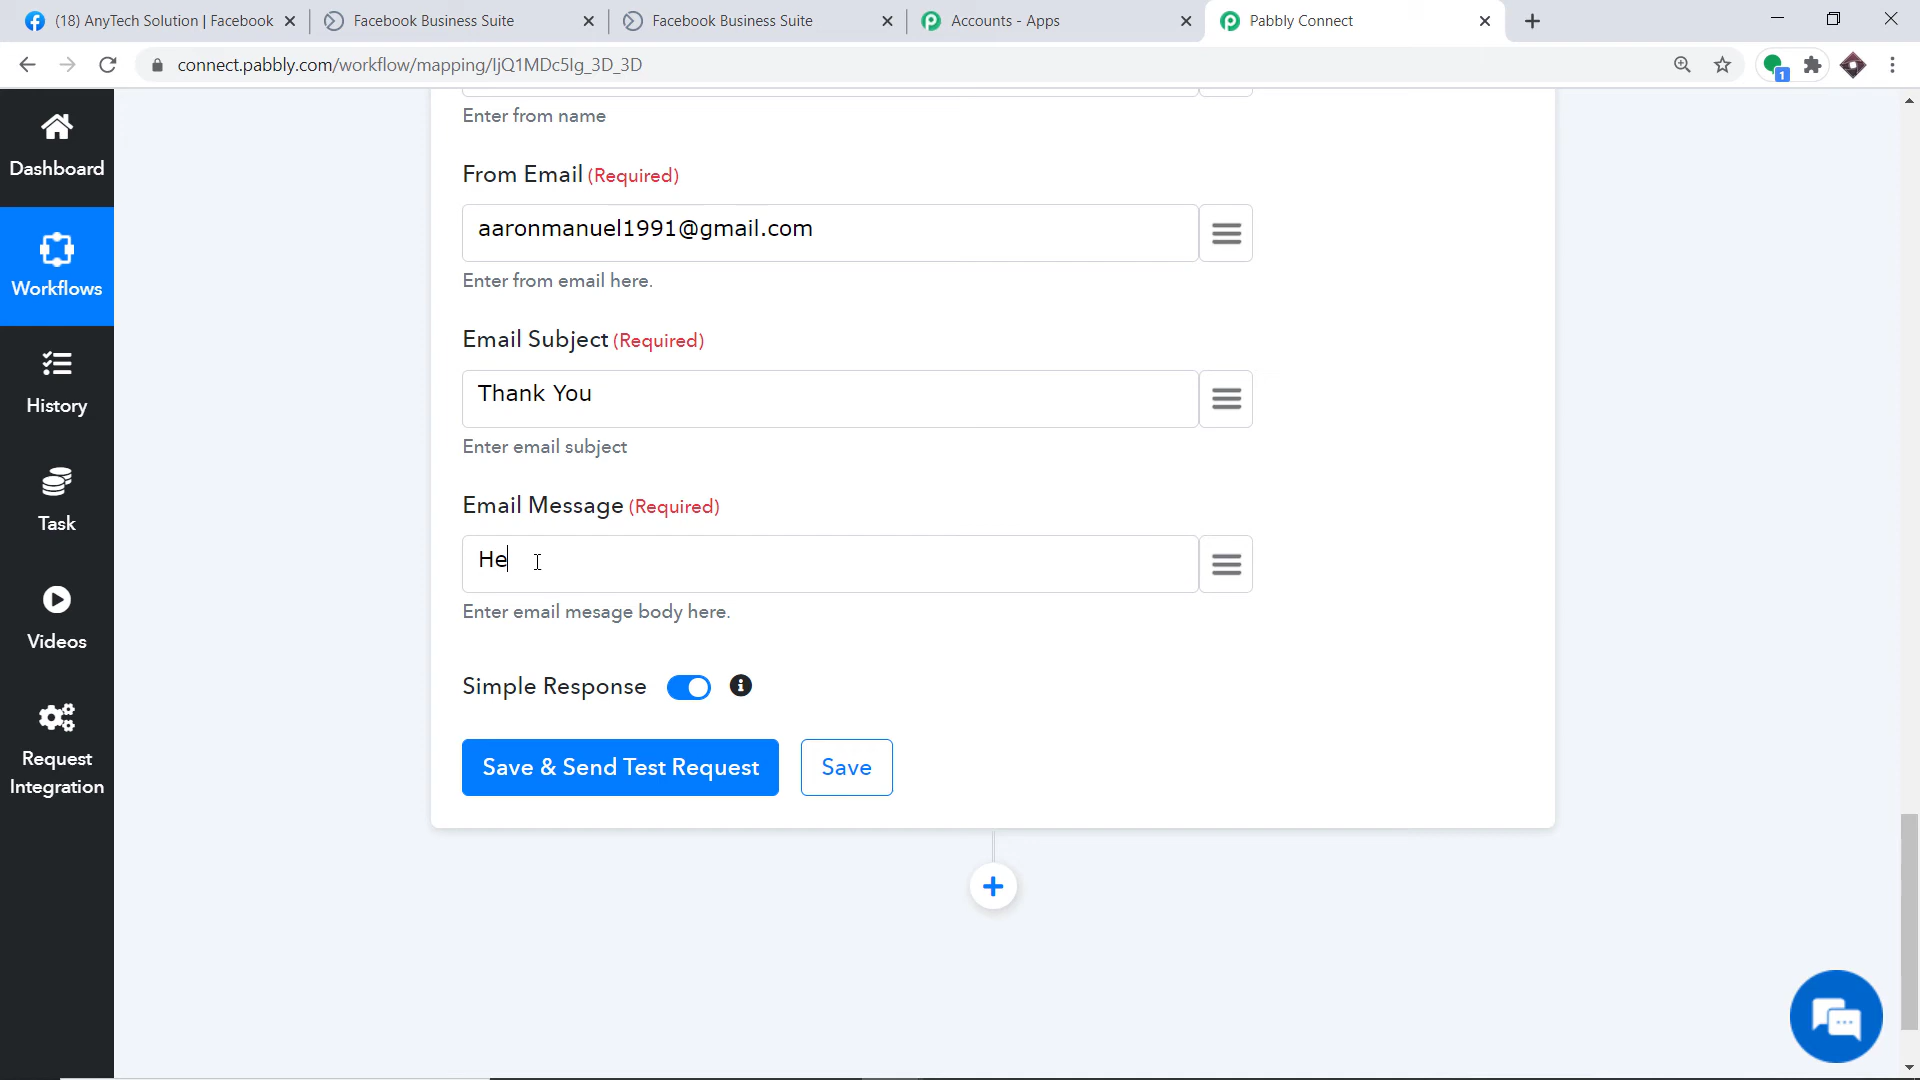 (18) AnyTech Solution | Facebook
Facebook Business Suite
Facebook Business Suite
Accounts - Apps
Pabbly Connect
connect.pabbly.com/workflow/mapping/IjQ1MDc5Ig_3D_3D
1
Dashboard
Workflows
History
Task
Videos
Request
Integration
Enter from name
From Email (Required)
aaronmanuel1991@gmail.com
Enter from email here.
Email Subject (Required)
Thank You
Enter email subject
Email Message (Required)
He
Enter email mesage body here.
Simple Response
Save & Send Test Request
Save